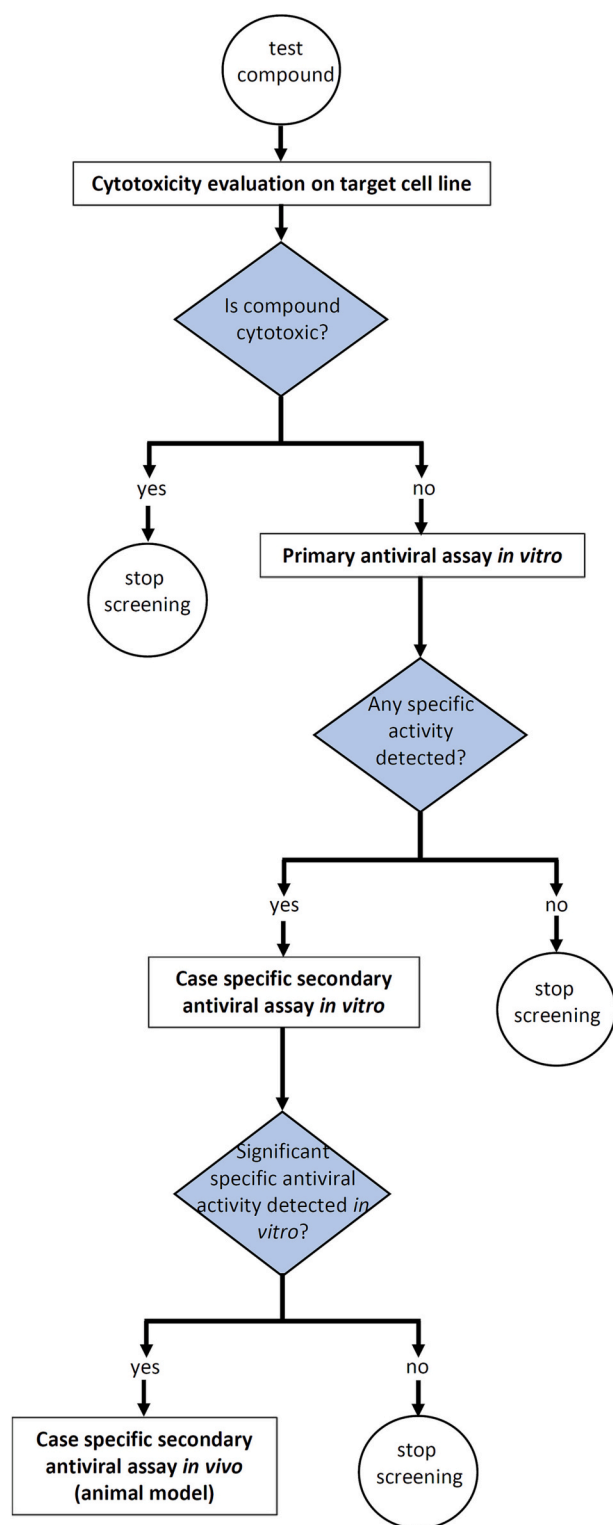 test
compound
Cytotoxicity evaluation on target cell line
Is compound
cytotoxic?
yes
no
stop
screening
Primary antiviral assay in vitro
Any specific
activity
detected?
yes
no
Case specific secondary
antiviral assay in vitro
stop
screening
Significant
specific antiviral
activity detected in
vitro?
yes
no
Case specific secondary
antiviral assay in vivo
(animal model)
stop
screening